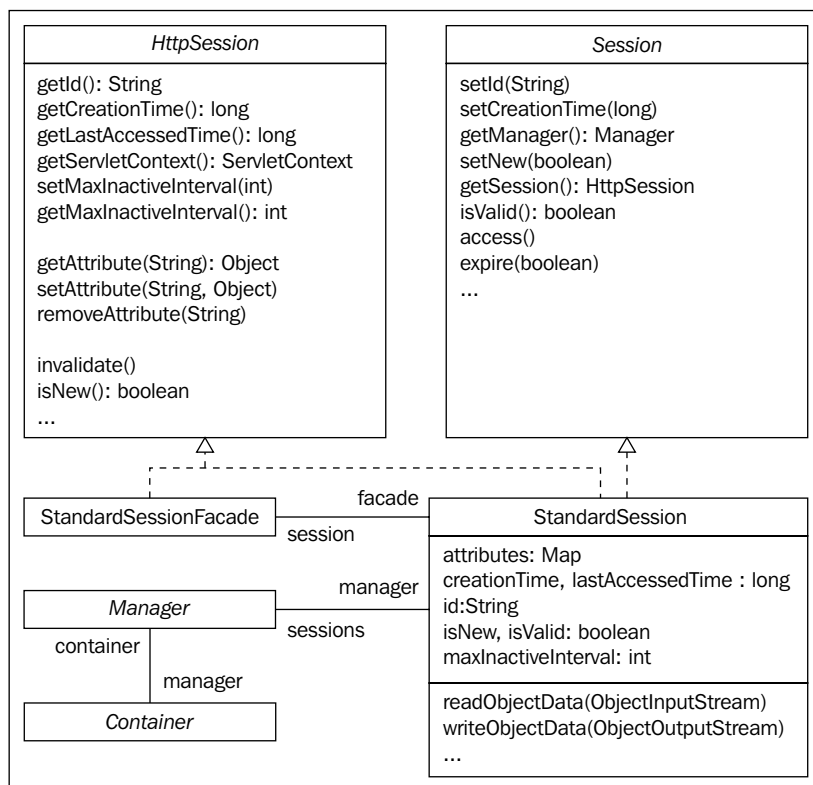 HttpSession
getId(): String
getCreationTime(): long
getLastAccessedTime(): long
getServletContext(): ServletContext
setMaxInactiveInterval(int)
getMaxInactiveInterval(): int
getAttribute(String): Object
setAttribute(String, Object)
removeAttribute(String)
invalidate()
isNew(): boolean
...
Session
setId(String)
setCreationTime(long)
getManager(): Manager
setNew(boolean)
getSession(): HttpSession
isValid(): boolean
access()
expire(boolean)
...
StandardSessionFacade
facade
session
StandardSession
attributes: Map
creationTime, lastAccessedTime : long
id:String
isNew, isValid: boolean
maxInactiveInterval: int
readObjectData(ObjectInputStream)
writeObjectData(ObjectOutputStream)
...
Manager
manager
sessions
container
manager
Container